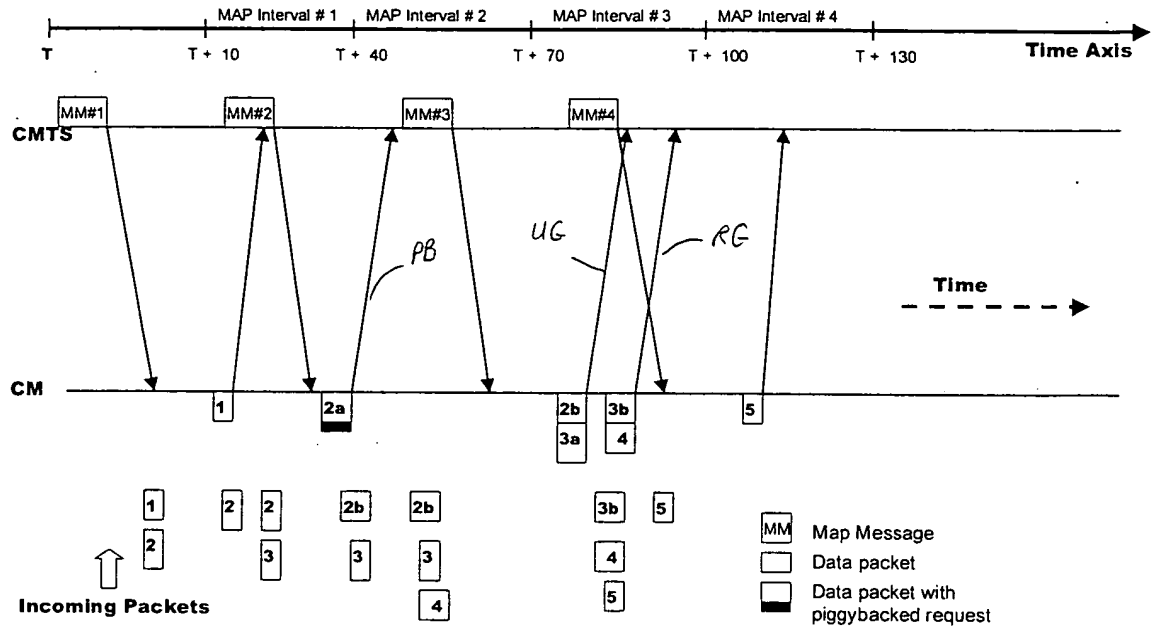 MAP Interval # 1 MAP Interval # 2 MAP Interval # 3 MAP Interval # 4
T T + 10 T + 40 T + 70 T + 100 T + 130 Time Axis
MM#1 MM#2 MM#3 MM#4
CMTS
PB UG RG
Time
CM
1 2a 2b 3b 5
3a 4
1 2 2 2b 2b 3b 5
2 3 3 3 4
4 5
Incoming Packets
MM Map Message
Data packet
Data packet with
piggybacked request